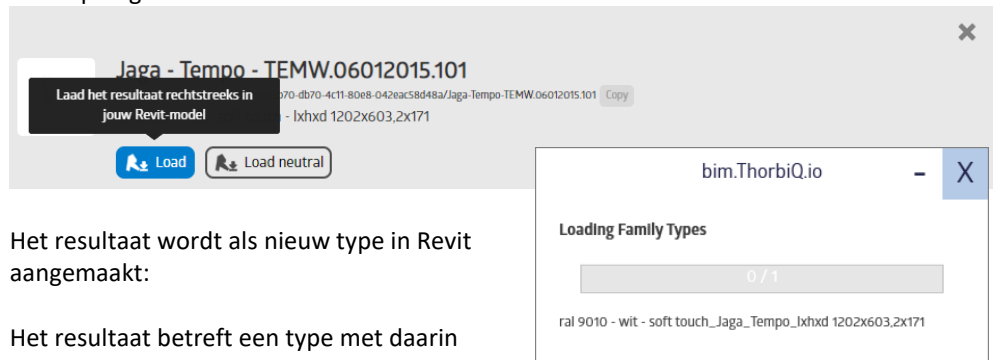 Jaga - Tempo - TEMW.06012015.101
Laad het resultaat rechtstreeks in
jouw Revit-model
b70-db70-4c11-80e8-042eac58d48a/Jaga-Tempo-TEMW.06012015.101 Copy
- lxhxd 1202x603,2x171
Load Load neutral
bim.ThorbiQ.io - X
Loading Family Types
0 / 1
ral 9010 - wit - soft touch_Jaga_Tempo_lxhxd 1202x603,2x171
Het resultaat wordt als nieuw type in Revit
aangemaakt:
Het resultaat betreft een type met daarin